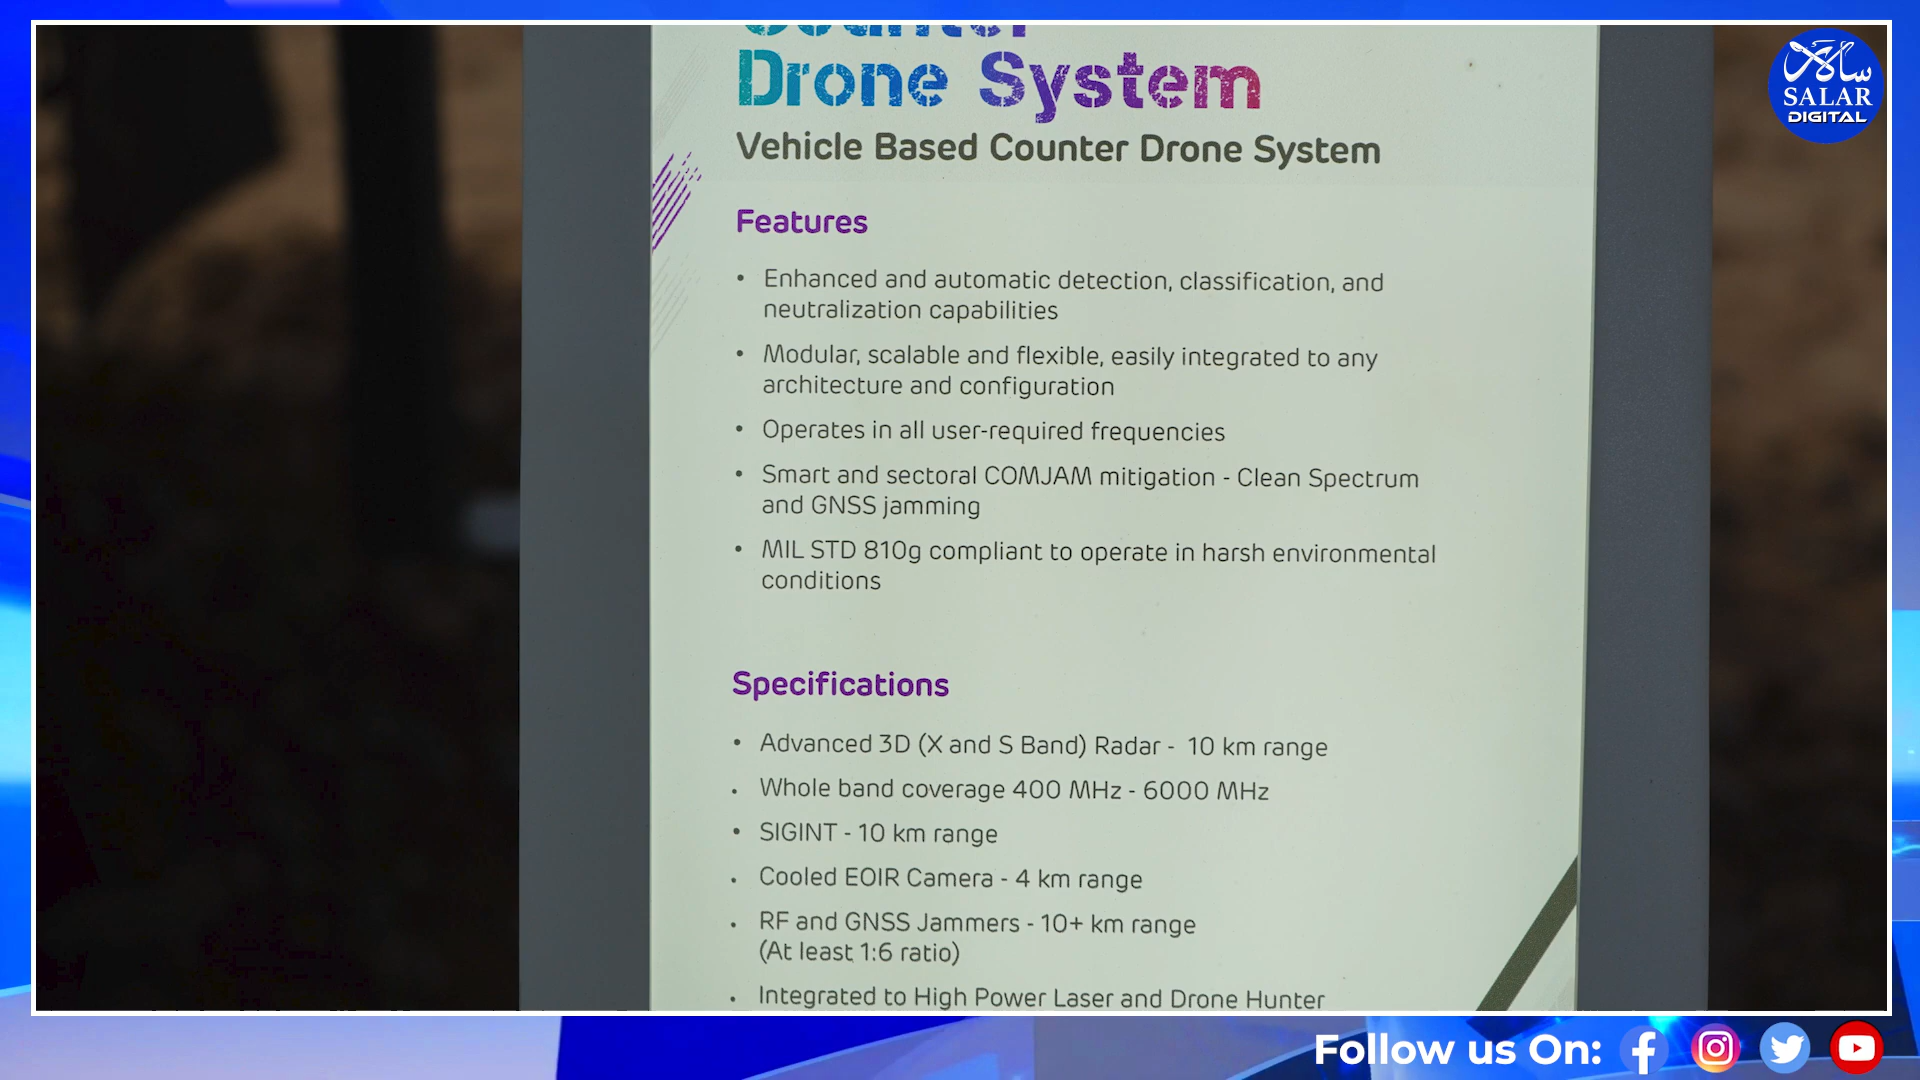 Counter
Drone System
Vehicle Based Counter Drone System
Features
• Enhanced and automatic detection, classification, and
neutralization capabilities
• Modular, scalable and flexible, easily integrated to any
architecture and configuration
• Operates in all user-required frequencies
• Smart and sectoral COMJAM mitigation - Clean Spectrum
and GNSS jamming
• MIL STD 810g compliant to operate in harsh environmental
conditions
Specifications
• Advanced 3D (X and S Band) Radar - 10 km range
• Whole band coverage 400 MHz - 6000 MHz
• SIGINT - 10 km range
• Cooled EOIR Camera - 4 km range
• RF and GNSS Jammers - 10+ km range
(At least 1:6 ratio)
• Integrated to High Power Laser and Drone Hunter
سالار
SALAR
DIGITAL
Follow us On: